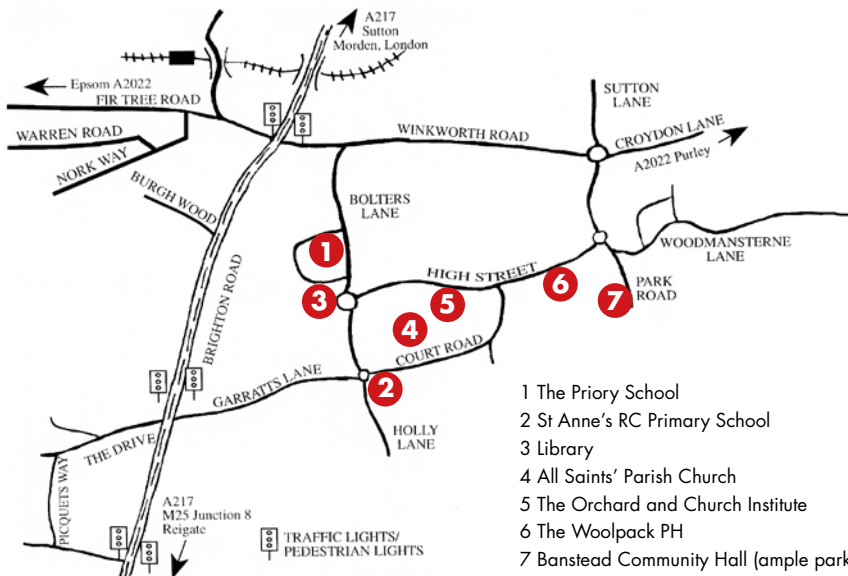 A217
Sutton
Morden, London
Epsom A2022
FIR TREE ROAD
WARREN ROAD
NORK WAY
BURGH WOOD
WINKWORTH ROAD
SUTTON
LANE
CROYDON LANE
A2022 Purley
BOLTERS
LANE
1
HIGH STREET
WOODMANSTERNE
LANE
3
5
6
7
PARK
ROAD
4
BRIGHTON ROAD
COURT ROAD
2
GARRATTS LANE
HOLLY
LANE
THE DRIVE
PICQUETS WAY
A217
M25 Junction 8
Reigate
TRAFFIC LIGHTS/
PEDESTRIAN LIGHTS
1 The Priory School
2 St Anne's RC Primary School
3 Library
4 All Saints' Parish Church
5 The Orchard and Church Institute
6 The Woolpack PH
7 Banstead Community Hall (ample park